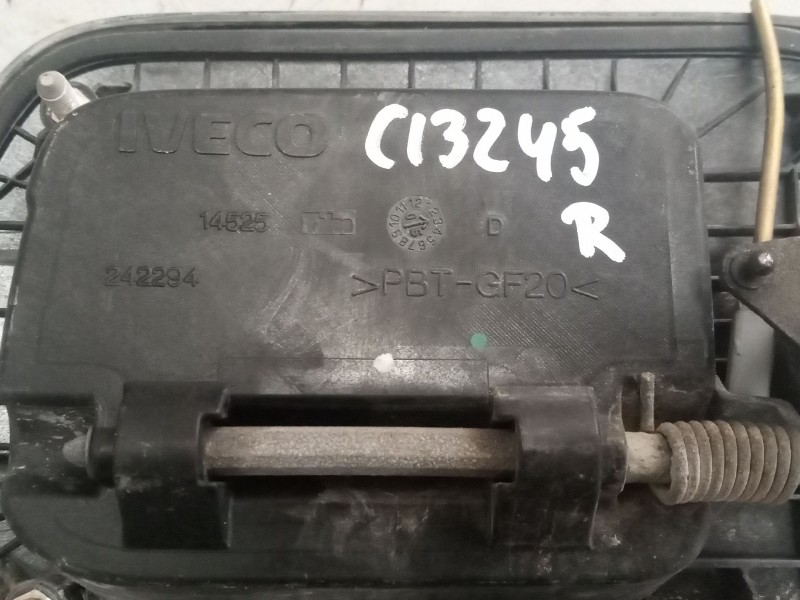 IVECO C13245
14525 D R
242294 >PBT-GF20<